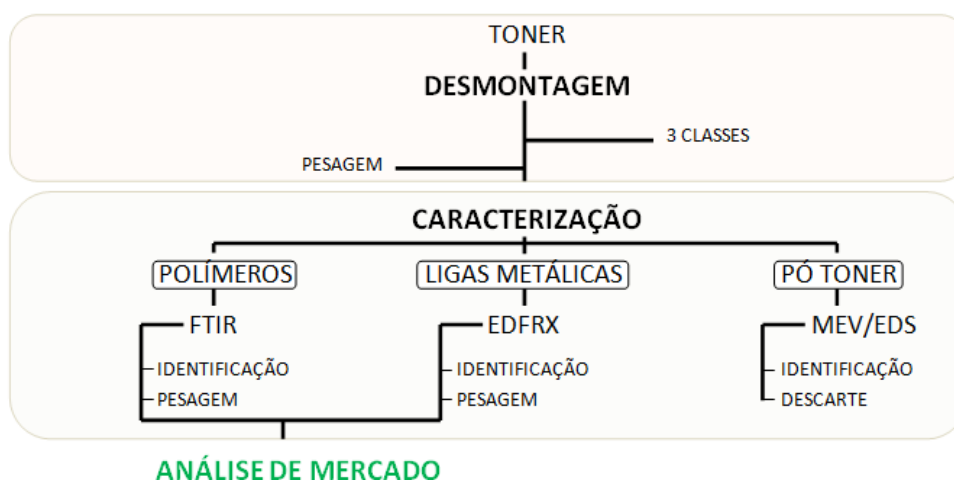 TONER
DESMONTAGEM
3 CLASSES
PESAGEM
CARACTERIZAÇÃO
POLÍMEROS
LIGAS METÁLICAS
PÓ TONER
FTIR
EDFRX
MEV/EDS
IDENTIFICAÇÃO
IDENTIFICAÇÃO
IDENTIFICAÇÃO
PESAGEM
PESAGEM
DESCARTE
ANÁLISE DE MERCADO